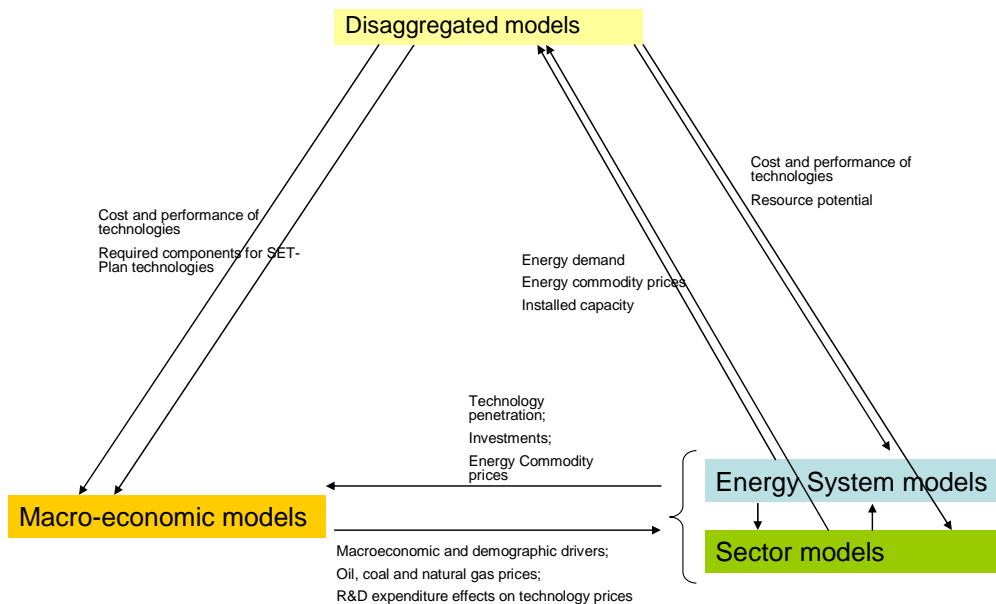 Disaggregated models
Cost and performance of
technologies
Resource potential
Cost and performance of
technologies
Required components for SET-
Plan technologies
Energy demand
Energy commodity prices
Installed capacity
Technology
penetration;
Investments;
Energy Commodity
prices
Energy System models
Macro-economic models
Sector models
Macroeconomic and demographic drivers;
Oil, coal and natural gas prices;
R&D expenditure effects on technology prices